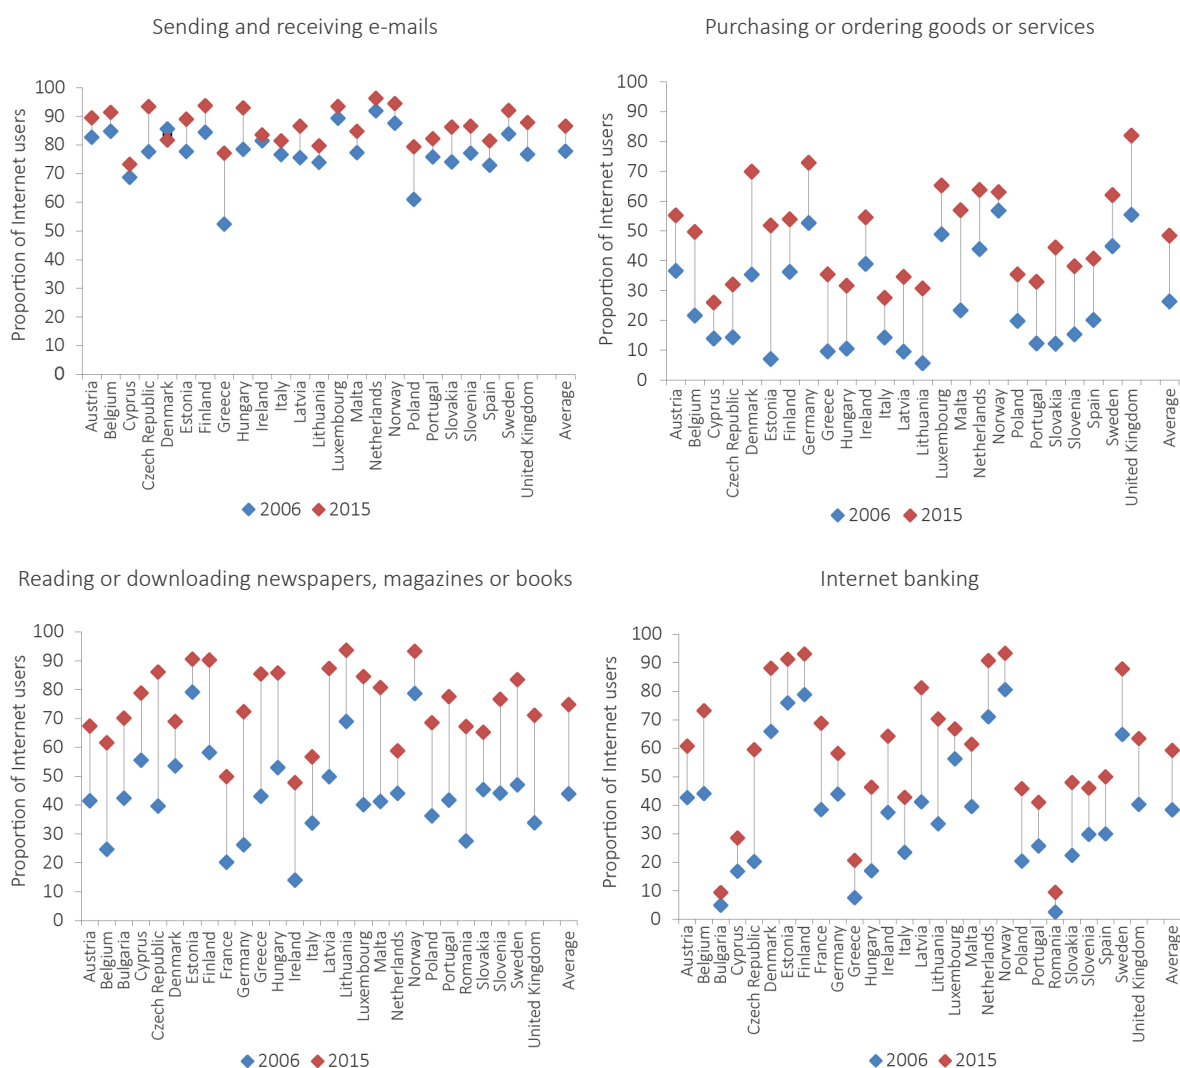 Sending and receiving e-mails
Proportion of Internet users
100
90
80
70
60
50
40
30
20
10
0
Austria
Belgium
Cyprus
Czech Republic
Denmark
Estonia
Finland
Greece
Hungary
Ireland
Italy
Latvia
Lithuania
Luxembourg
Malta
Netherlands
Norway
Poland
Portugal
Slovakia
Slovenia
Spain
Sweden
United Kingdom
Average
2006 2015
Purchasing or ordering goods or services
Proportion of Internet users
100
90
80
70
60
50
40
30
20
10
0
Austria
Belgium
Cyprus
Czech Republic
Denmark
Estonia
Finland
Germany
Greece
Hungary
Ireland
Italy
Latvia
Lithuania
Luxembourg
Malta
Netherlands
Norway
Poland
Portugal
Slovakia
Slovenia
Spain
Sweden
United Kingdom
Average
2006 2015
Reading or downloading newspapers, magazines or books
Proportion of Internet users
100
90
80
70
60
50
40
30
20
10
0
Austria
Belgium
Bulgaria
Cyprus
Czech Republic
Denmark
Estonia
Finland
France
Germany
Greece
Hungary
Ireland
Italy
Latvia
Lithuania
Luxembourg
Malta
Netherlands
Norway
Poland
Portugal
Romania
Slovakia
Slovenia
Sweden
United Kingdom
Average
2006 2015
Internet banking
Proportion of Internet users
100
90
80
70
60
50
40
30
20
10
0
Austria
Belgium
Bulgaria
Cyprus
Czech Republic
Denmark
Estonia
Finland
France
Germany
Greece
Hungary
Ireland
Italy
Latvia
Lithuania
Luxembourg
Malta
Netherlands
Norway
Poland
Portugal
Romania
Slovakia
Slovenia
Spain
Sweden
United Kingdom
Average
2006 2015